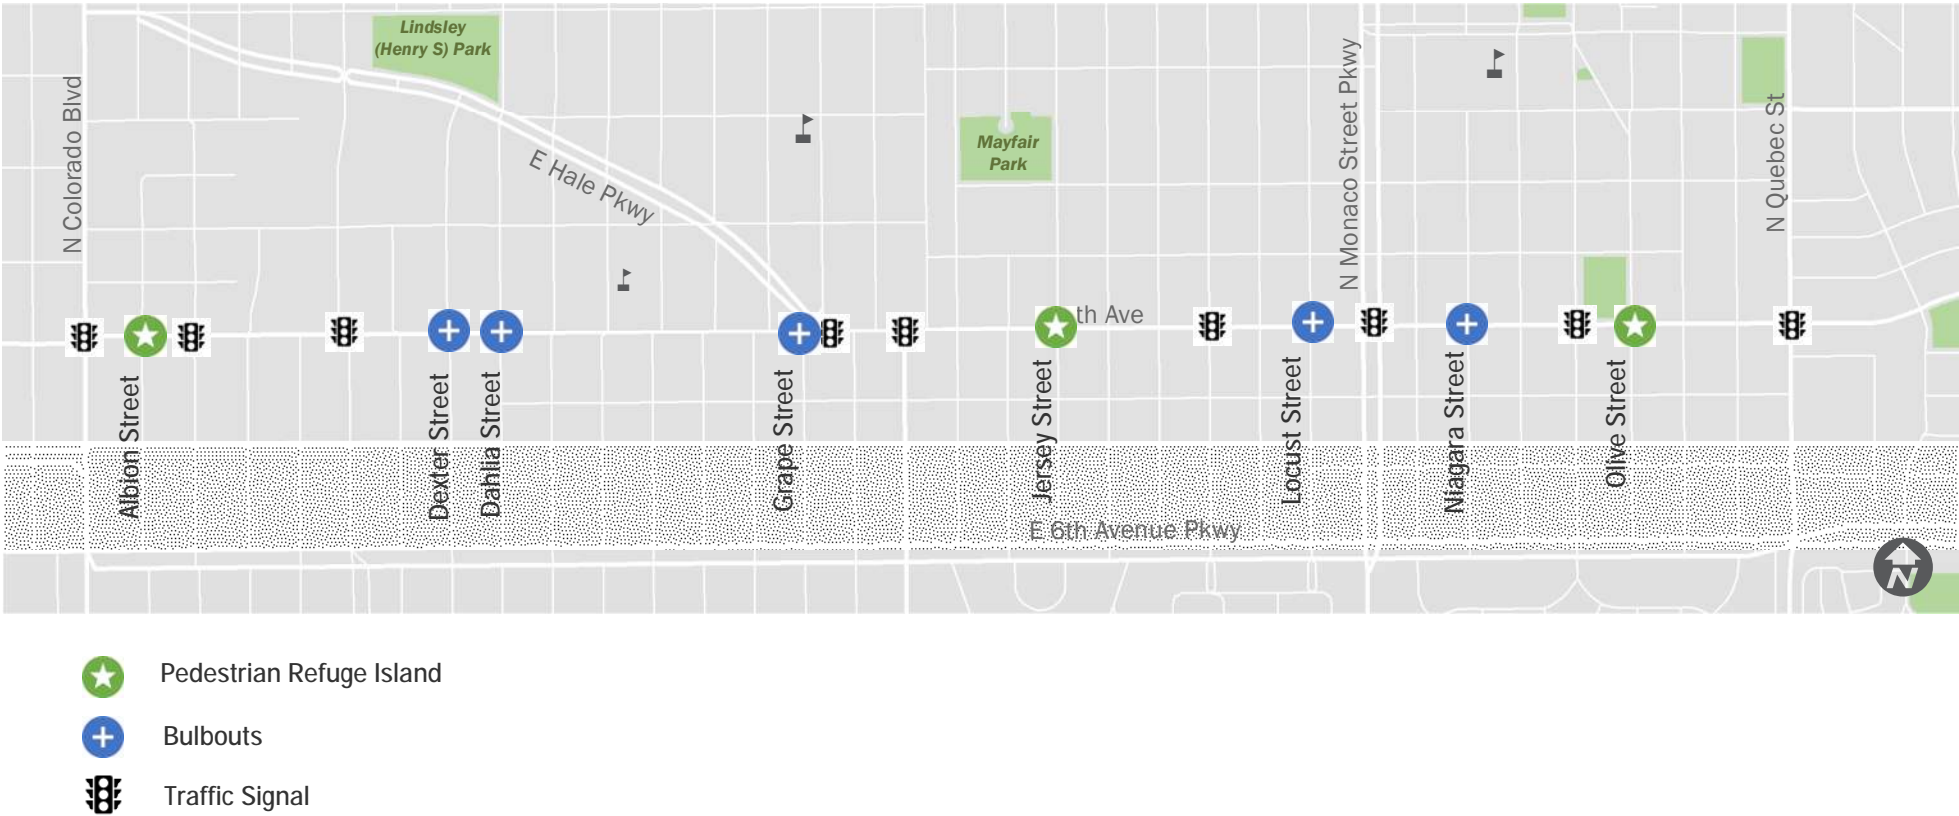 Lindsley
(Henry S) Park
N Colorado Blvd
E Hale Pkwy
Mayfair
Park
N Monaco Street Pkwy
N Quebec St
th Ave
Albion Street
Dexter Street
Dahlia Street
Grape Street
Jersey Street
Locust Street
Niagara Street
Olive Street
E 6th Avenue Pkwy
N
Pedestrian Refuge Island
Bulbouts
Traffic Signal